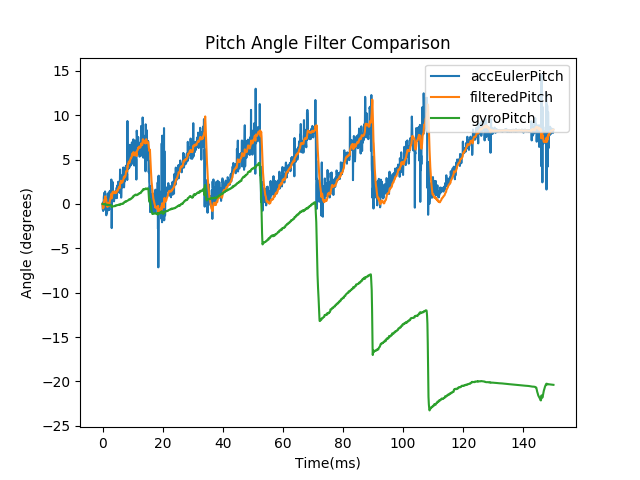 Pitch Angle Filter Comparison
accEulerPitch
filteredPitch
gyroPitch
Angle (degrees)
15
10
5
0
−5
−10
−15
−20
−25
0 20 40 60 80 100 120 140
Time(ms)